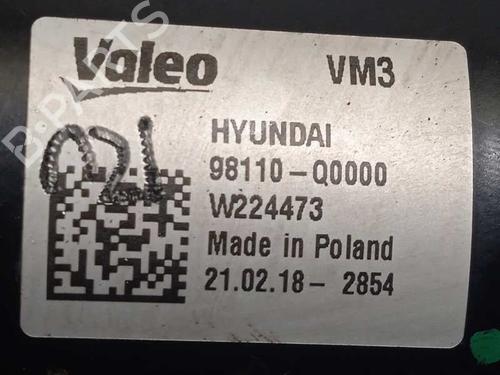 Valeo VM3
021
HYUNDAI
98110-Q0000
W224473
Made in Poland
21.02.18- 2854
B-PARTS